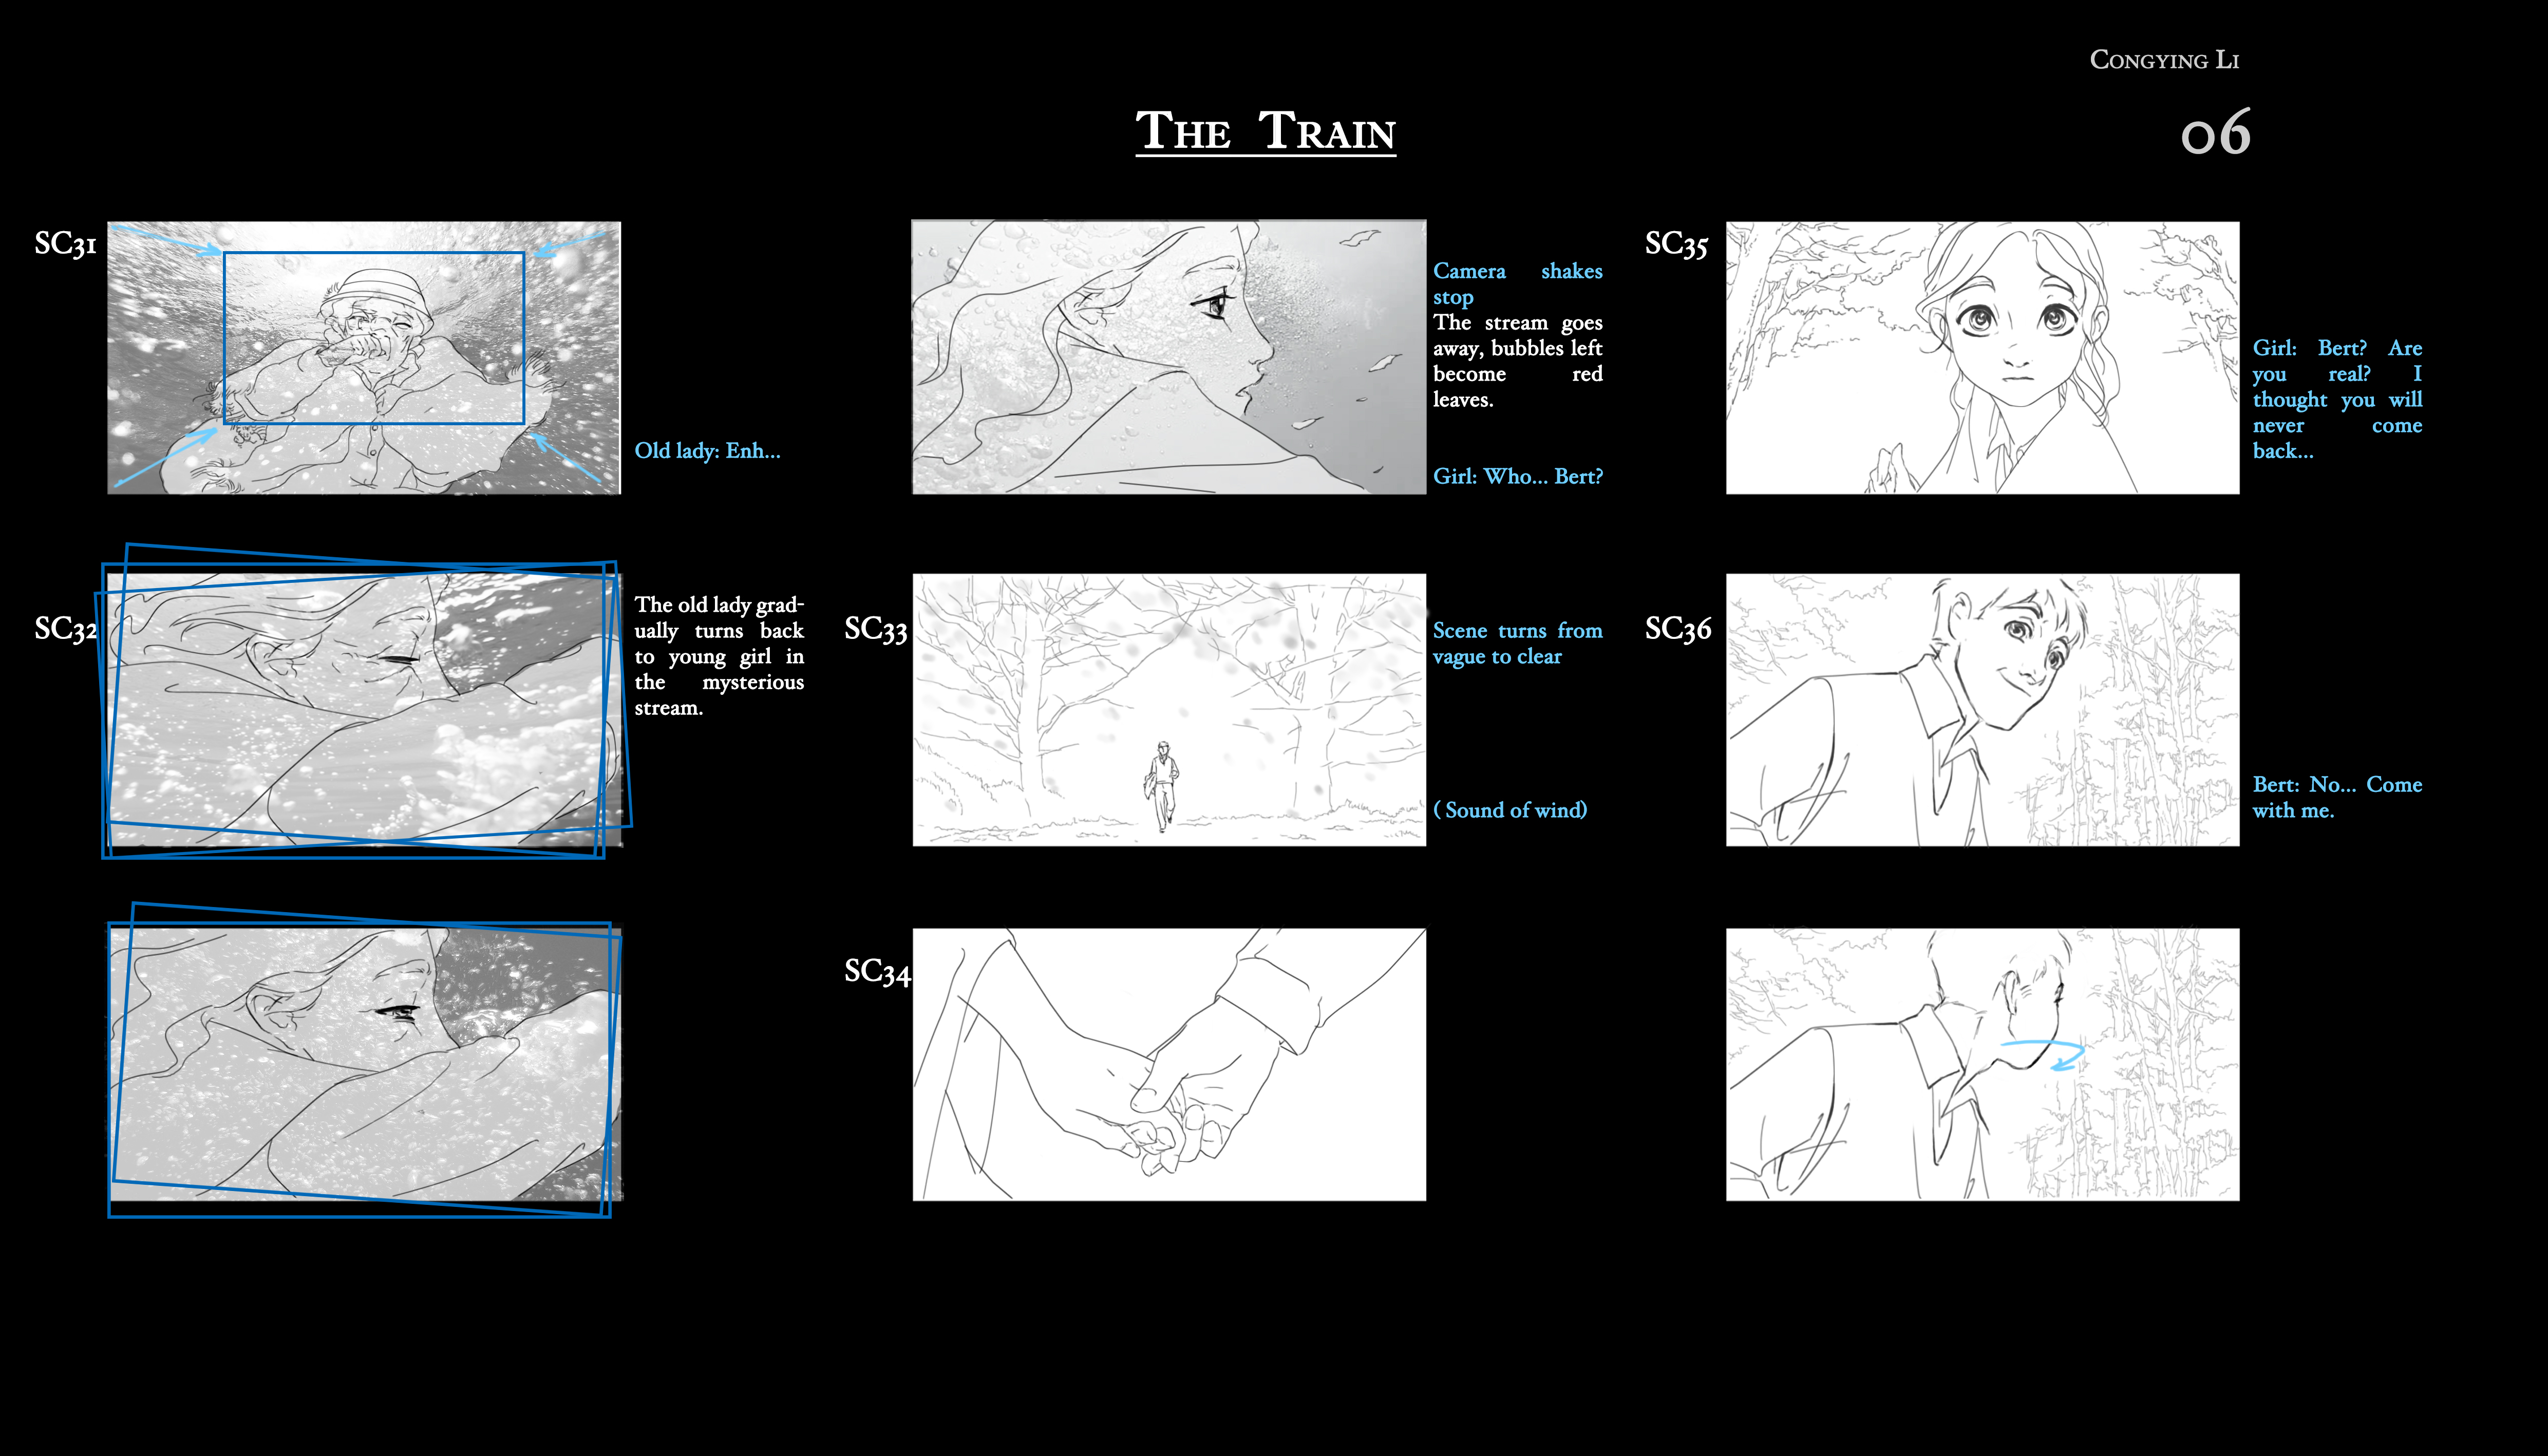 Congying Li
The Train
06
SC31
Old lady: Enh...
SC32
The old lady grad-
ually turns back
to young girl in
the mysterious
stream.
Camera shakes
stop
The stream goes
away, bubbles left
become red
leaves.
Girl: Who... Bert?
SC33
Scene turns from
vague to clear
( Sound of wind)
SC34
SC35
Girl: Bert? Are
you real? I
thought you will
never come
back...
SC36
Bert: No... Come
with me.